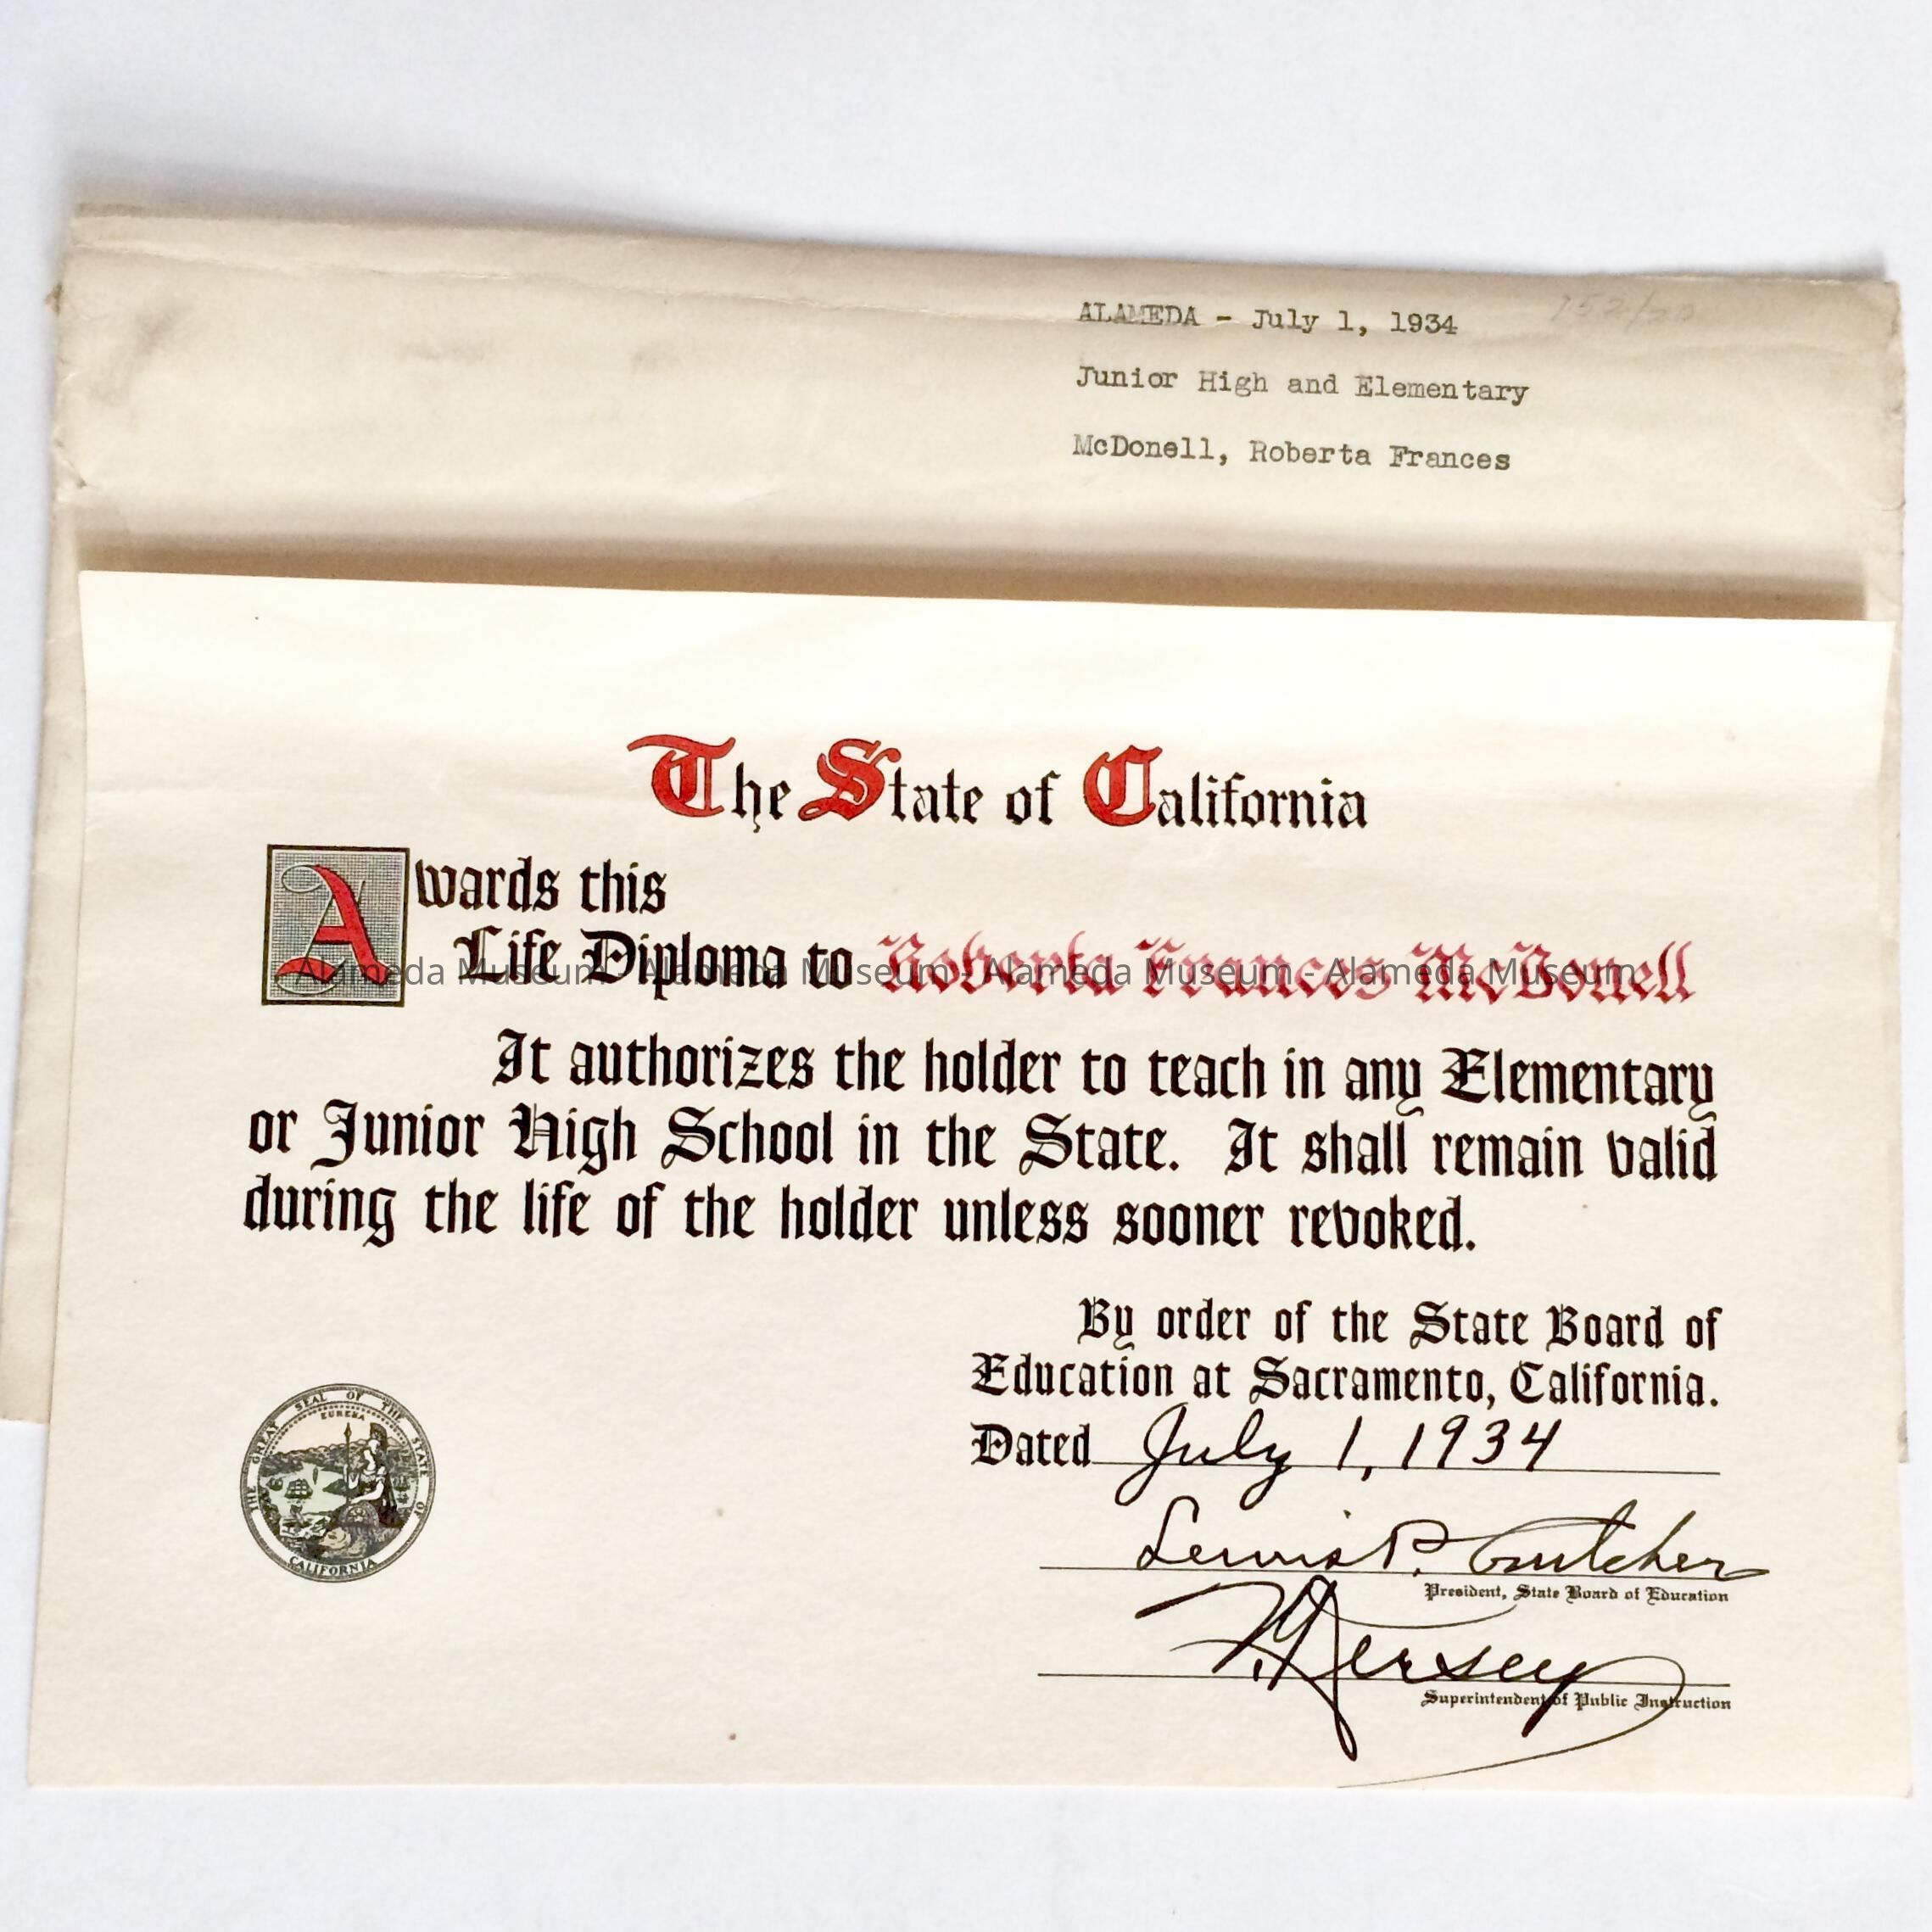 ALAMEDA - July 1, 1934
Junior High and Elementary
McDonell, Roberta Frances
The State of California
Awards this
Life Diploma to Roberta Frances McDonell
Alameda Museum - Alameda Museum - Alameda Museum - Alameda Museum
It authorizes the holder to teach in any Elementary
or Junior High School in the State. It shall remain valid
during the life of the holder unless sooner revoked.
By order of the State Board of
Education at Sacramento, California.
Dated July 1, 1934
Lewis P.
President, State Board of Education
Kersey
Superintendent of Public Instruction
THE GREAT SEAL OF THE STATE OF CALIFORNIA
EUREKA